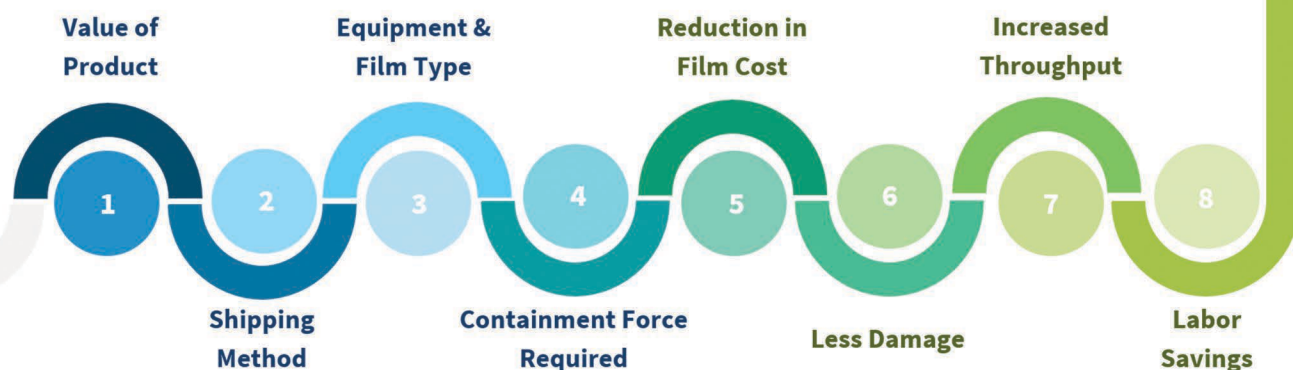 Value of
Product
Equipment &
Film Type
Reduction in
Film Cost
Increased
Throughput
1
2
3
4
5
6
7
8
Shipping
Method
Containment Force
Required
Less Damage
Labor
Savings